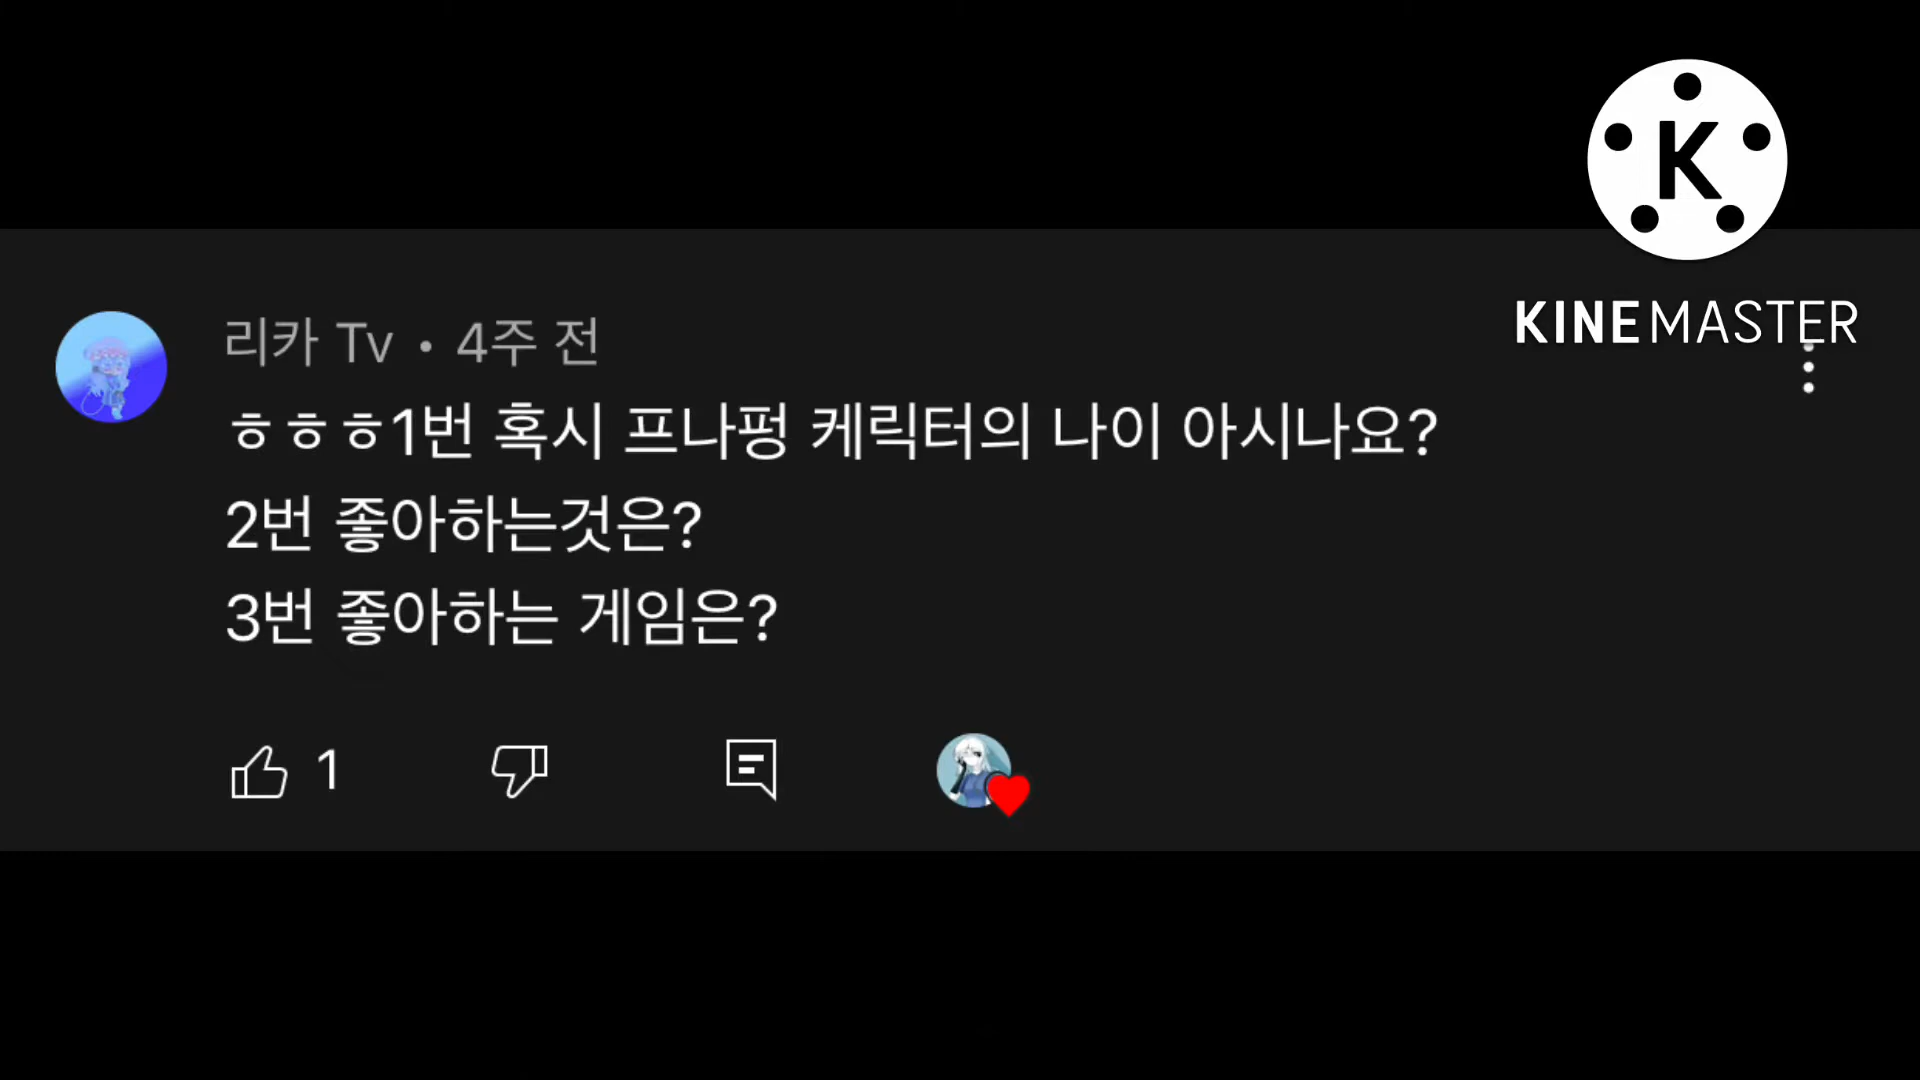 K
KINEMASTER
리카 Tv • 4주 전
ㅎㅎㅎ1번 혹시 프나펑 케릭터의 나이 아시나요?
2번 좋아하는것은?
3번 좋아하는 게임은?
1